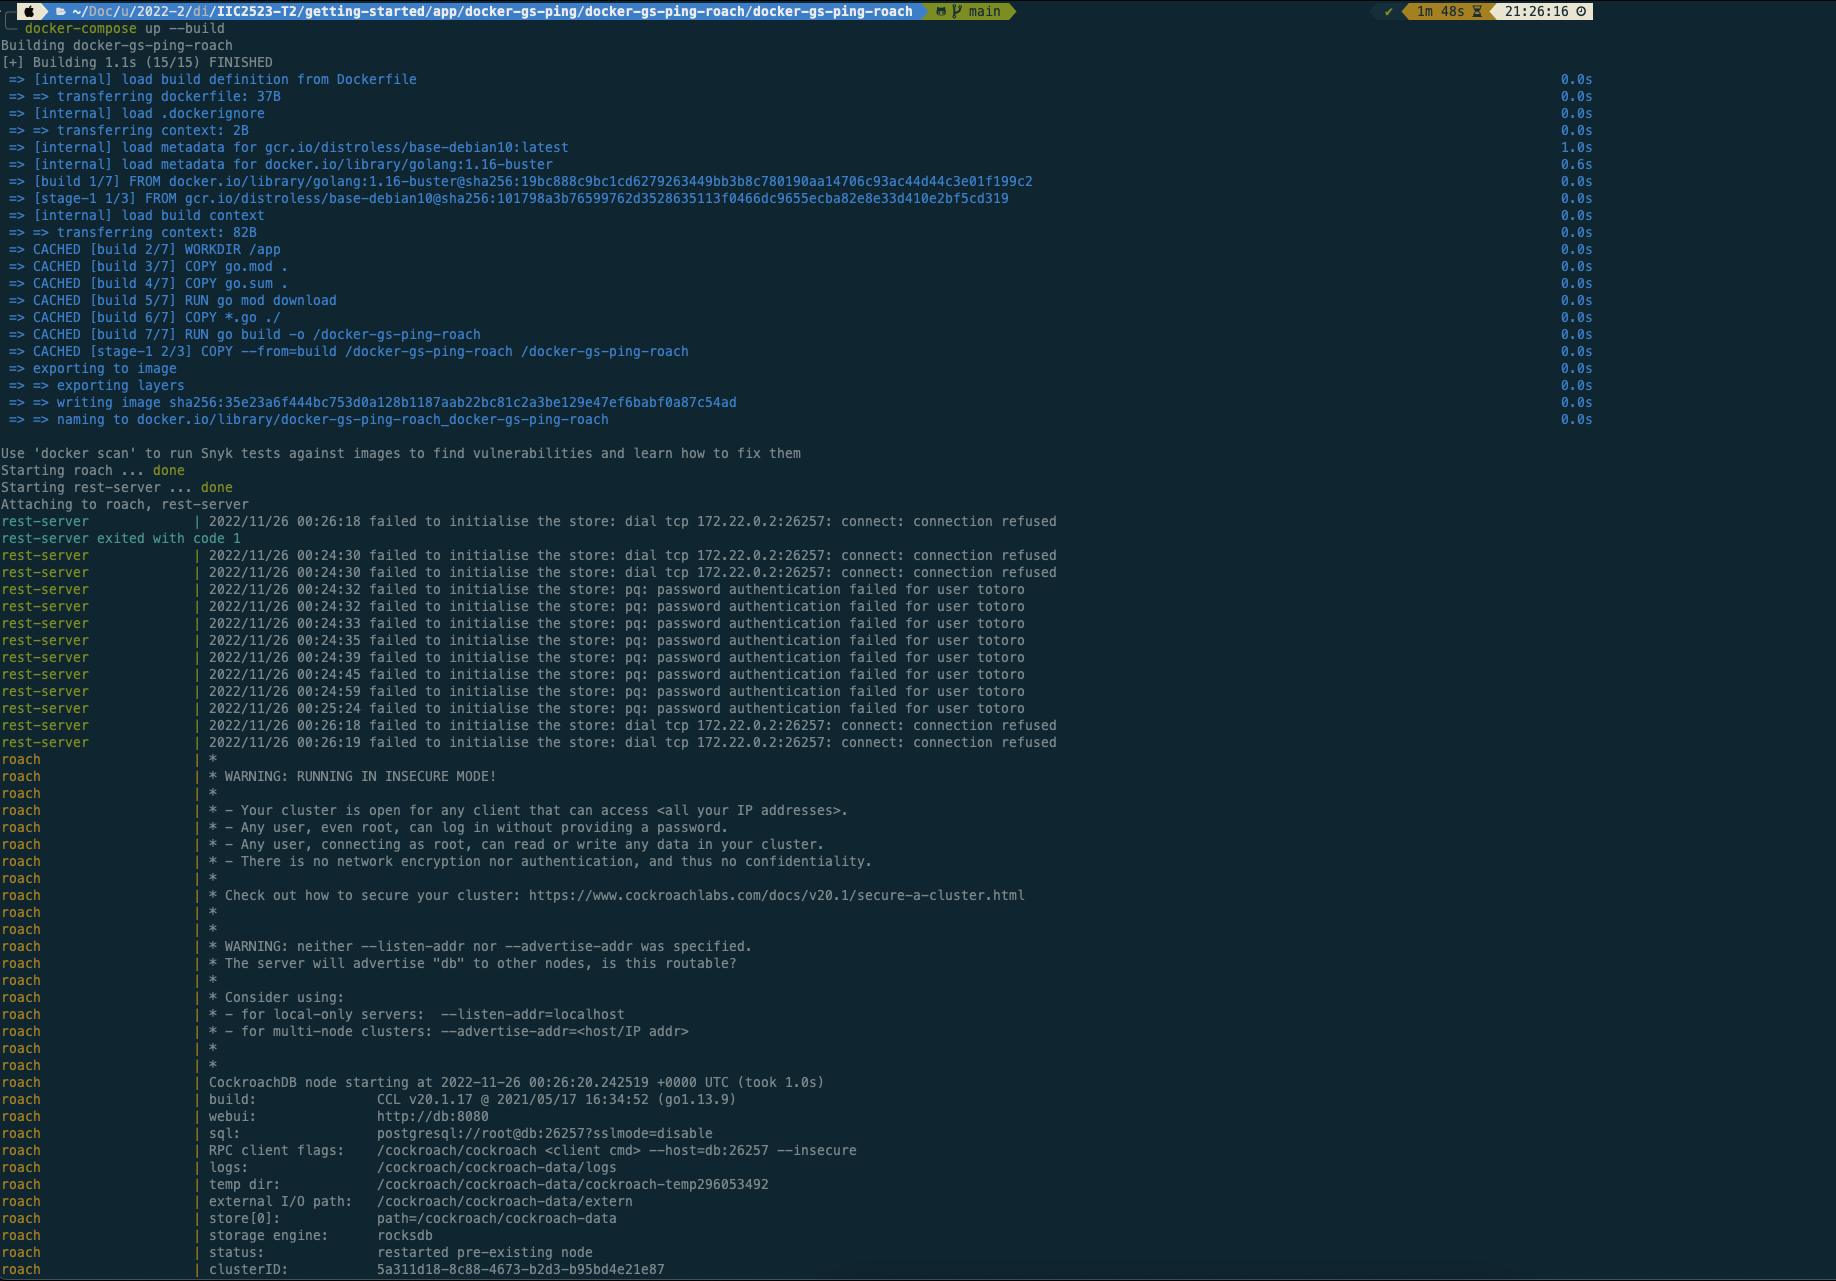 ~/Doc/u/2022-2/di/IIC2523-T2/getting-started/app/docker-gs-ping/docker-gs-ping-roach/docker-gs-ping-roach main ✔ 1m 48s 21:26:16
docker-compose up --build
Building docker-gs-ping-roach
[+] Building 1.1s (15/15) FINISHED
=> [internal] load build definition from Dockerfile 0.0s
=> => transferring dockerfile: 37B 0.0s
=> [internal] load .dockerignore 0.0s
=> => transferring context: 2B 0.0s
=> [internal] load metadata for gcr.io/distroless/base-debian10:latest 1.0s
=> [internal] load metadata for docker.io/library/golang:1.16-buster 0.6s
=> [build 1/7] FROM docker.io/library/golang:1.16-buster@sha256:19bc888c9bc1cd6279263449bb3b8c780190aa14706c93ac44d44c3e01f199c2 0.0s
=> [stage-1 1/3] FROM gcr.io/distroless/base-debian10@sha256:101798a3b76599762d3528635113f0466dc9655ecba82e8e33d410e2bf5cd319 0.0s
=> [internal] load build context 0.0s
=> => transferring context: 82B 0.0s
=> CACHED [build 2/7] WORKDIR /app 0.0s
=> CACHED [build 3/7] COPY go.mod . 0.0s
=> CACHED [build 4/7] COPY go.sum . 0.0s
=> CACHED [build 5/7] RUN go mod download 0.0s
=> CACHED [build 6/7] COPY *.go ./ 0.0s
=> CACHED [build 7/7] RUN go build -o /docker-gs-ping-roach 0.0s
=> CACHED [stage-1 2/3] COPY --from=build /docker-gs-ping-roach /docker-gs-ping-roach 0.0s
=> exporting to image 0.0s
=> => exporting layers 0.0s
=> => writing image sha256:35e23a6f444bc753d0a128b1187aab22bc81c2a3be129e47ef6babf0a87c54ad 0.0s
=> => naming to docker.io/library/docker-gs-ping-roach_docker-gs-ping-roach 0.0s
Use 'docker scan' to run Snyk tests against images to find vulnerabilities and learn how to fix them
Starting roach ... done
Starting rest-server ... done
Attaching to roach, rest-server
rest-server | 2022/11/26 00:26:18 failed to initialise the store: dial tcp 172.22.0.2:26257: connect: connection refused
rest-server exited with code 1
rest-server | 2022/11/26 00:24:30 failed to initialise the store: dial tcp 172.22.0.2:26257: connect: connection refused
rest-server | 2022/11/26 00:24:30 failed to initialise the store: dial tcp 172.22.0.2:26257: connect: connection refused
rest-server | 2022/11/26 00:24:32 failed to initialise the store: pq: password authentication failed for user totoro
rest-server | 2022/11/26 00:24:32 failed to initialise the store: pq: password authentication failed for user totoro
rest-server | 2022/11/26 00:24:33 failed to initialise the store: pq: password authentication failed for user totoro
rest-server | 2022/11/26 00:24:35 failed to initialise the store: pq: password authentication failed for user totoro
rest-server | 2022/11/26 00:24:39 failed to initialise the store: pq: password authentication failed for user totoro
rest-server | 2022/11/26 00:24:45 failed to initialise the store: pq: password authentication failed for user totoro
rest-server | 2022/11/26 00:24:59 failed to initialise the store: pq: password authentication failed for user totoro
rest-server | 2022/11/26 00:25:24 failed to initialise the store: pq: password authentication failed for user totoro
rest-server | 2022/11/26 00:26:18 failed to initialise the store: dial tcp 172.22.0.2:26257: connect: connection refused
rest-server | 2022/11/26 00:26:19 failed to initialise the store: dial tcp 172.22.0.2:26257: connect: connection refused
roach | *
roach | * WARNING: RUNNING IN INSECURE MODE!
roach | *
roach | * - Your cluster is open for any client that can access <all your IP addresses>.
roach | * - Any user, even root, can log in without providing a password.
roach | * - Any user, connecting as root, can read or write any data in your cluster.
roach | * - There is no network encryption nor authentication, and thus no confidentiality.
roach | *
roach | * Check out how to secure your cluster: https://www.cockroachlabs.com/docs/v20.1/secure-a-cluster.html
roach | *
roach | *
roach | * WARNING: neither --listen-addr nor --advertise-addr was specified.
roach | * The server will advertise "db" to other nodes, is this routable?
roach | *
roach | * Consider using:
roach | * - for local-only servers: --listen-addr=localhost
roach | * - for multi-node clusters: --advertise-addr=<host/IP addr>
roach | *
roach | *
roach | CockroachDB node starting at 2022-11-26 00:26:20.242519 +0000 UTC (took 1.0s)
roach | build: CCL v20.1.17 @ 2021/05/17 16:34:52 (go1.13.9)
roach | webui: http://db:8080
roach | sql: postgresql://root@db:26257?sslmode=disable
roach | RPC client flags: /cockroach/cockroach <client cmd> --host=db:26257 --insecure
roach | logs: /cockroach/cockroach-data/logs
roach | temp dir: /cockroach/cockroach-data/cockroach-temp296053492
roach | external I/O path: /cockroach/cockroach-data/extern
roach | store[0]: path=/cockroach/cockroach-data
roach | storage engine: rocksdb
roach | status: restarted pre-existing node
roach | clusterID: 5a311d18-8c88-4673-b2d3-b95bd4e21e87